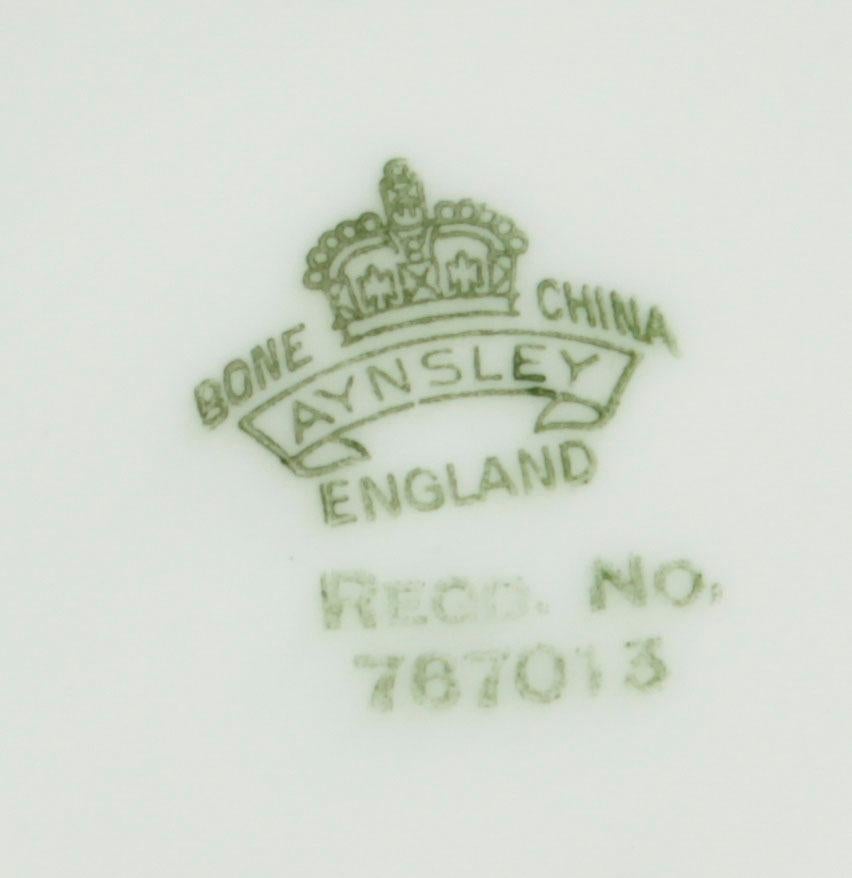 BONE CHINA
AYNSLEY
ENGLAND
REGD. NO.
767013